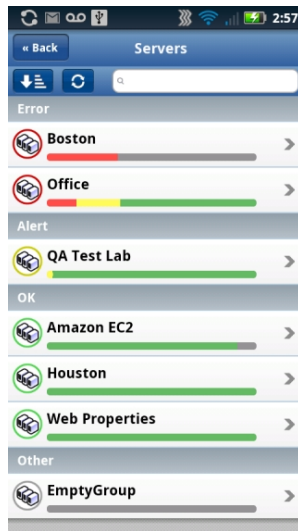 2:57
« Back
Servers
Error
Boston
Office
Alert
QA Test Lab
OK
Amazon EC2
Houston
Web Properties
Other
EmptyGroup